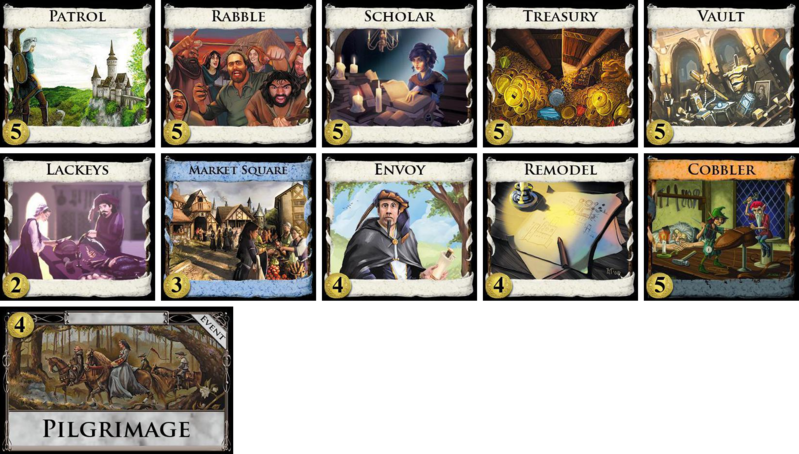 PATROL
5
RABBLE
5
SCHOLAR
5
TREASURY
5
VAULT
5
LACKEYS
2
MARKET SQUARE
3
ENVOY
4
REMODEL
4
COBBLER
5
4
EVENT
PILGRIMAGE